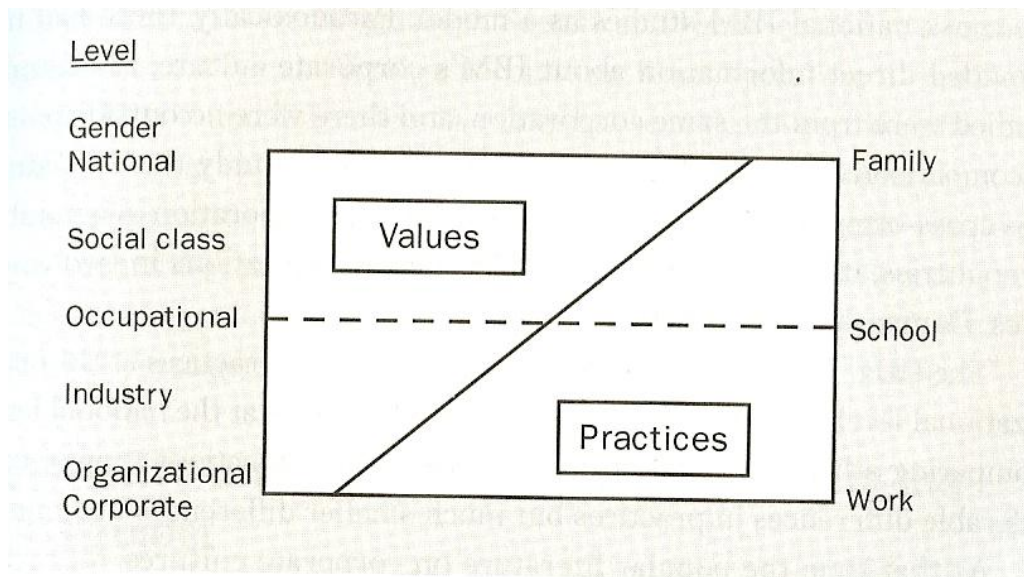 Level
Gender
National
Family
Social class
Values
Occupational
School
Industry
Practices
Organizational
Corporate
Work